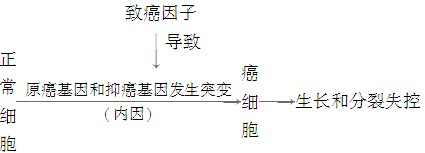 致癌因子
导致
正常细胞
原癌基因和抑癌基因发生突变
（内因）
癌细胞
生长和分裂失控